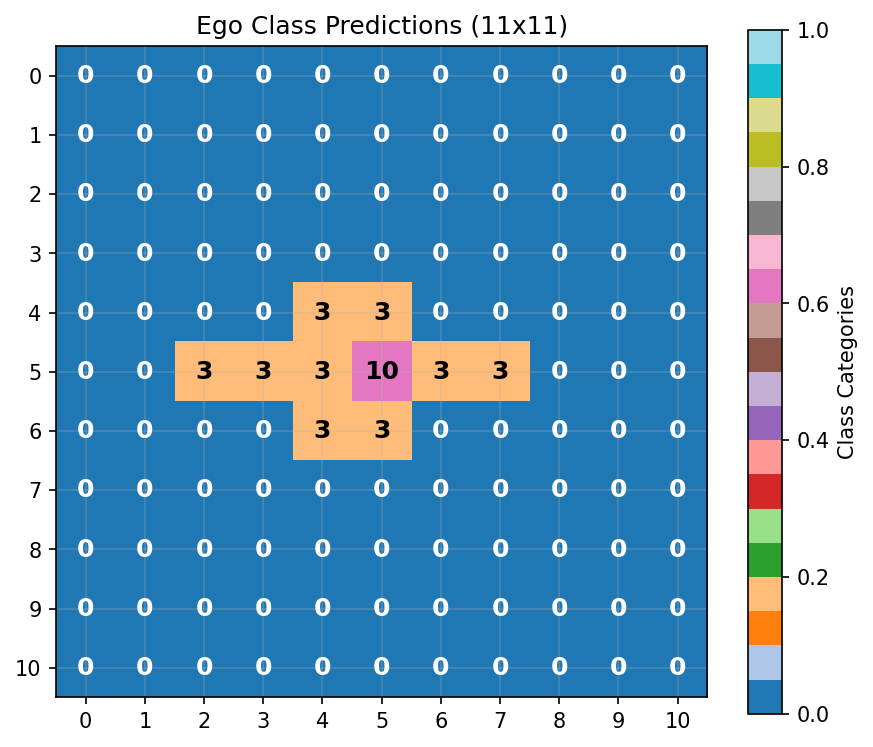 Ego Class Predictions (11x11)
0 0 0 0 0 0 0 0 0 0 0 0
1 0 0 0 0 0 0 0 0 0 0 0
2 0 0 0 0 0 0 0 0 0 0 0
3 0 0 0 0 0 0 0 0 0 0 0
4 0 0 0 0 3 3 0 0 0 0 0
5 0 0 3 3 3 10 3 3 0 0 0
6 0 0 0 0 3 3 0 0 0 0 0
7 0 0 0 0 0 0 0 0 0 0 0
8 0 0 0 0 0 0 0 0 0 0 0
9 0 0 0 0 0 0 0 0 0 0 0
10 0 0 0 0 0 0 0 0 0 0 0
0 1 2 3 4 5 6 7 8 9 10
1.0
0.8
0.6
0.4
0.2
0.0
Class Categories